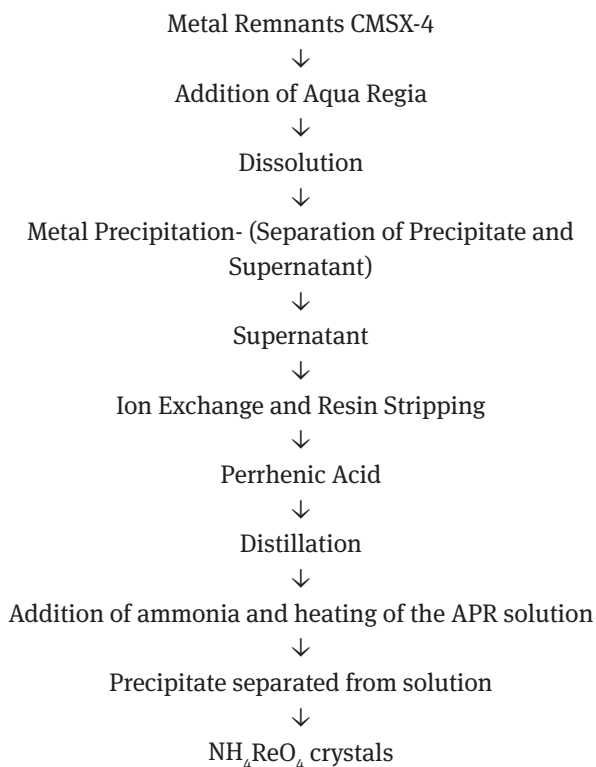 Metal Remnants CMSX-4
↓
Addition of Aqua Regia
↓
Dissolution
↓
Metal Precipitation- (Separation of Precipitate and
Supernatant)
↓
Supernatant
↓
Ion Exchange and Resin Stripping
↓
Perrhenic Acid
↓
Distillation
↓
Addition of ammonia and heating of the APR solution
↓
Precipitate separated from solution
↓
NH₄ReO₄ crystals